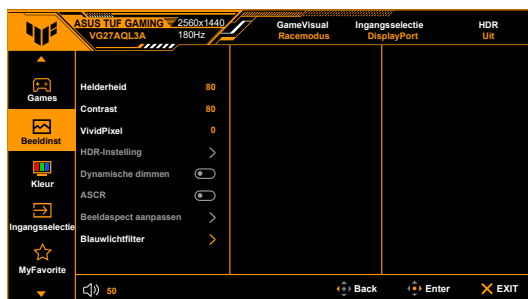 ASUS TUF GAMING
VG27AQL3A
2560x1440
180Hz
GameVisual
Racemodus
Ingangsselectie
DisplayPort
HDR
Uit
Games
Beeldinst
Kleur
Ingangsselectie
MyFavorite
Helderheid 80
Contrast 80
VividPixel 0
HDR-Instelling
Dynamische dimmen
ASCR
Beeldaspect aanpassen
Blauwlichtfilter
50
Back
Enter
EXIT